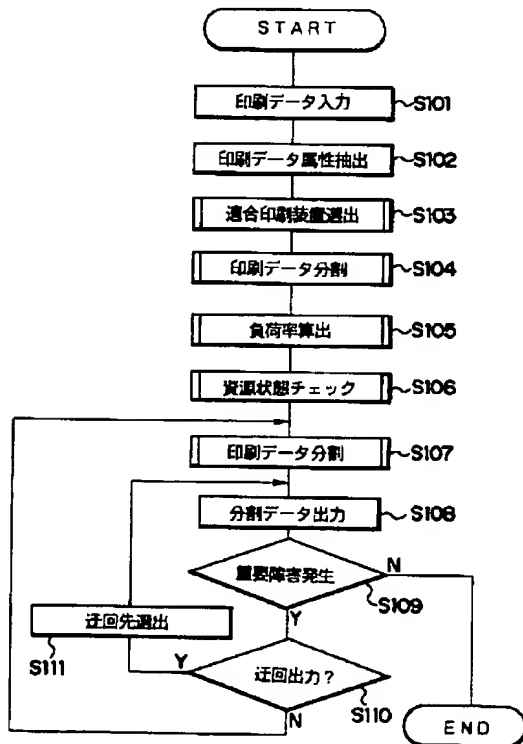 START
印刷データ入力
S101
印刷データ属性抽出
S102
適合印刷装置選出
S103
印刷データ分割
S104
負荷率算出
S105
資源状態チェック
S106
印刷データ分割
S107
分割データ出力
S108
重要障害発生
N
S109
Y
迂回先選出
S111
Y
迂回出力?
S110
N
END